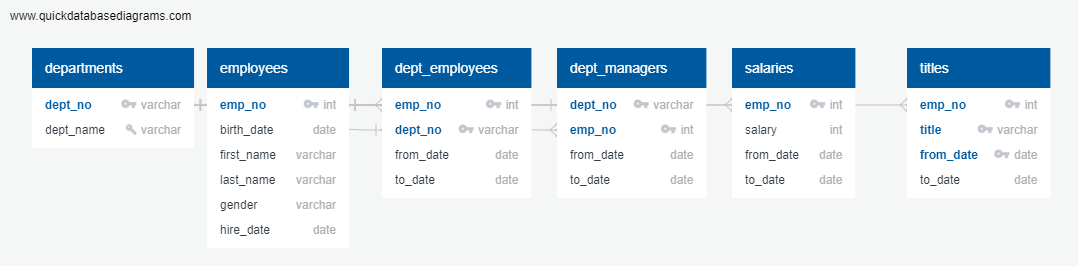 www.quickdatabasediagrams.com
departments
dept_no varchar
dept_name varchar
employees
emp_no int
birth_date date
first_name varchar
last_name varchar
gender varchar
hire_date date
dept_employees
emp_no int
dept_no varchar
from_date date
to_date date
dept_managers
dept_no varchar
emp_no int
from_date date
to_date date
salaries
emp_no int
salary int
from_date date
to_date date
titles
emp_no int
title varchar
from_date date
to_date date